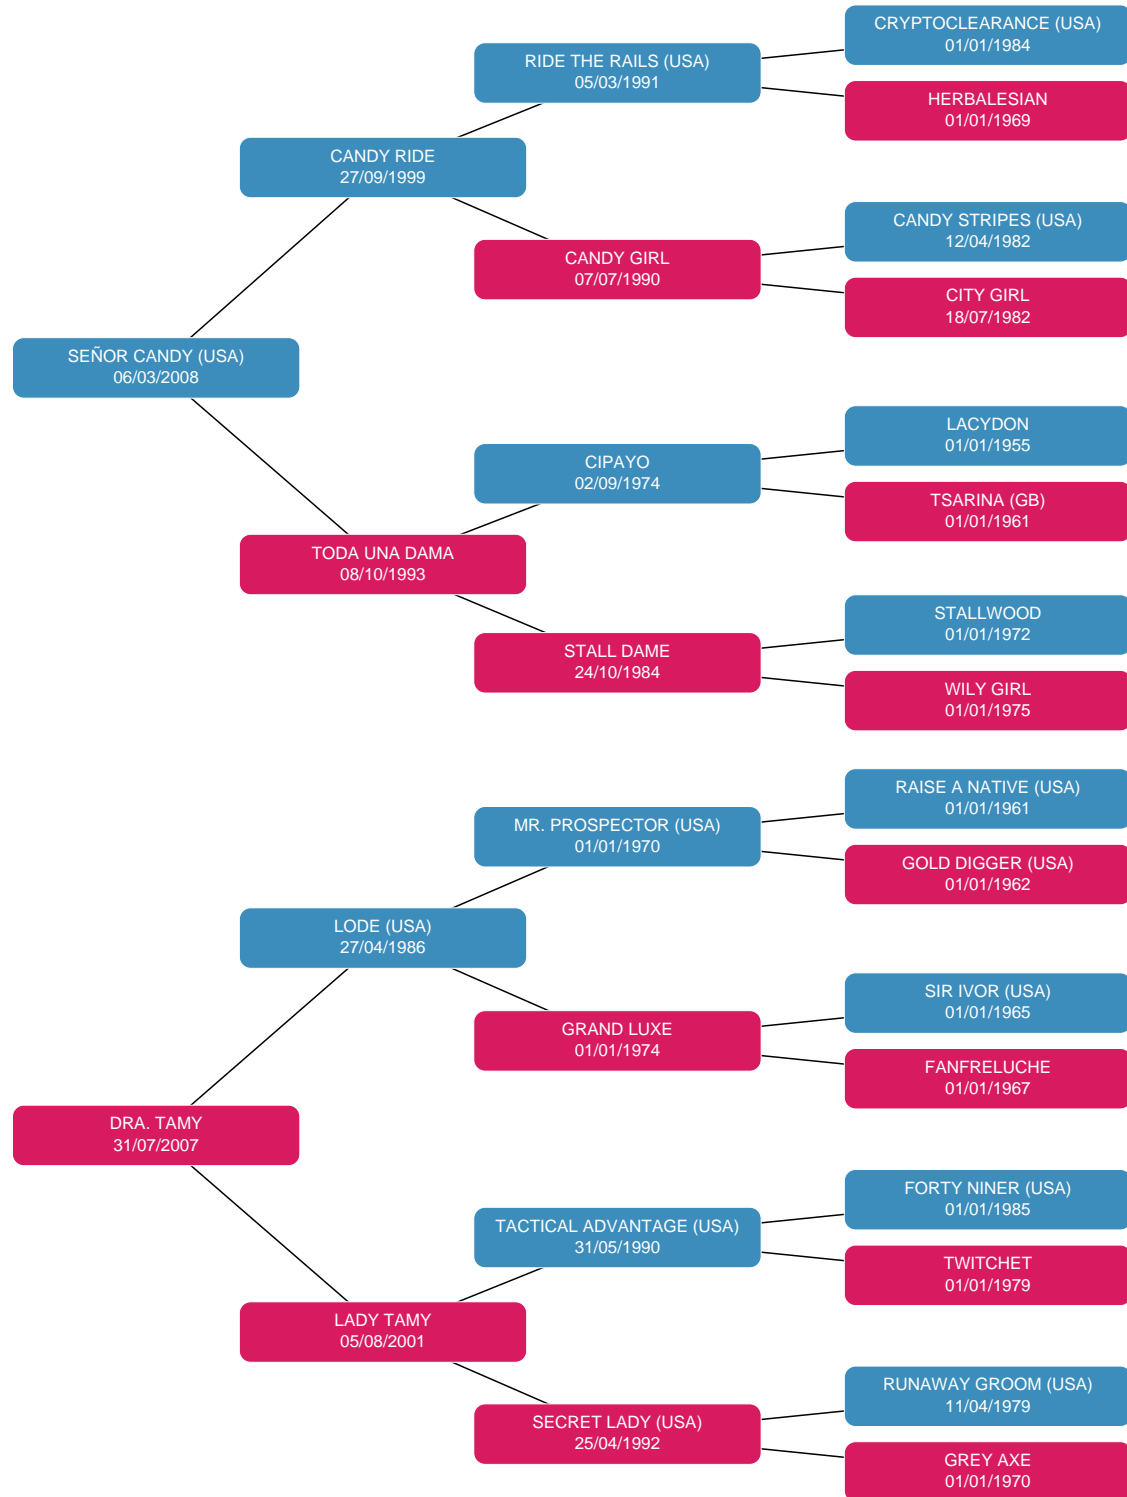 CRYPTOCLEARANCE (USA)
01/01/1984
RIDE THE RAILS (USA)
05/03/1991
HERBALESIAN
01/01/1969
CANDY RIDE
27/09/1999
CANDY STRIPES (USA)
12/04/1982
CANDY GIRL
07/07/1990
CITY GIRL
18/07/1982
SEÑOR CANDY (USA)
06/03/2008
LACYDON
01/01/1955
CIPAYO
02/09/1974
TSARINA (GB)
01/01/1961
TODA UNA DAMA
08/10/1993
STALLWOOD
01/01/1972
STALL DAME
24/10/1984
WILY GIRL
01/01/1975
RAISE A NATIVE (USA)
01/01/1961
MR. PROSPECTOR (USA)
01/01/1970
GOLD DIGGER (USA)
01/01/1962
LODE (USA)
27/04/1986
SIR IVOR (USA)
01/01/1965
GRAND LUXE
01/01/1974
FANFRELUCHE
01/01/1967
DRA. TAMY
31/07/2007
FORTY NINER (USA)
01/01/1985
TACTICAL ADVANTAGE (USA)
31/05/1990
TWITCHET
01/01/1979
LADY TAMY
05/08/2001
RUNAWAY GROOM (USA)
11/04/1979
SECRET LADY (USA)
25/04/1992
GREY AXE
01/01/1970